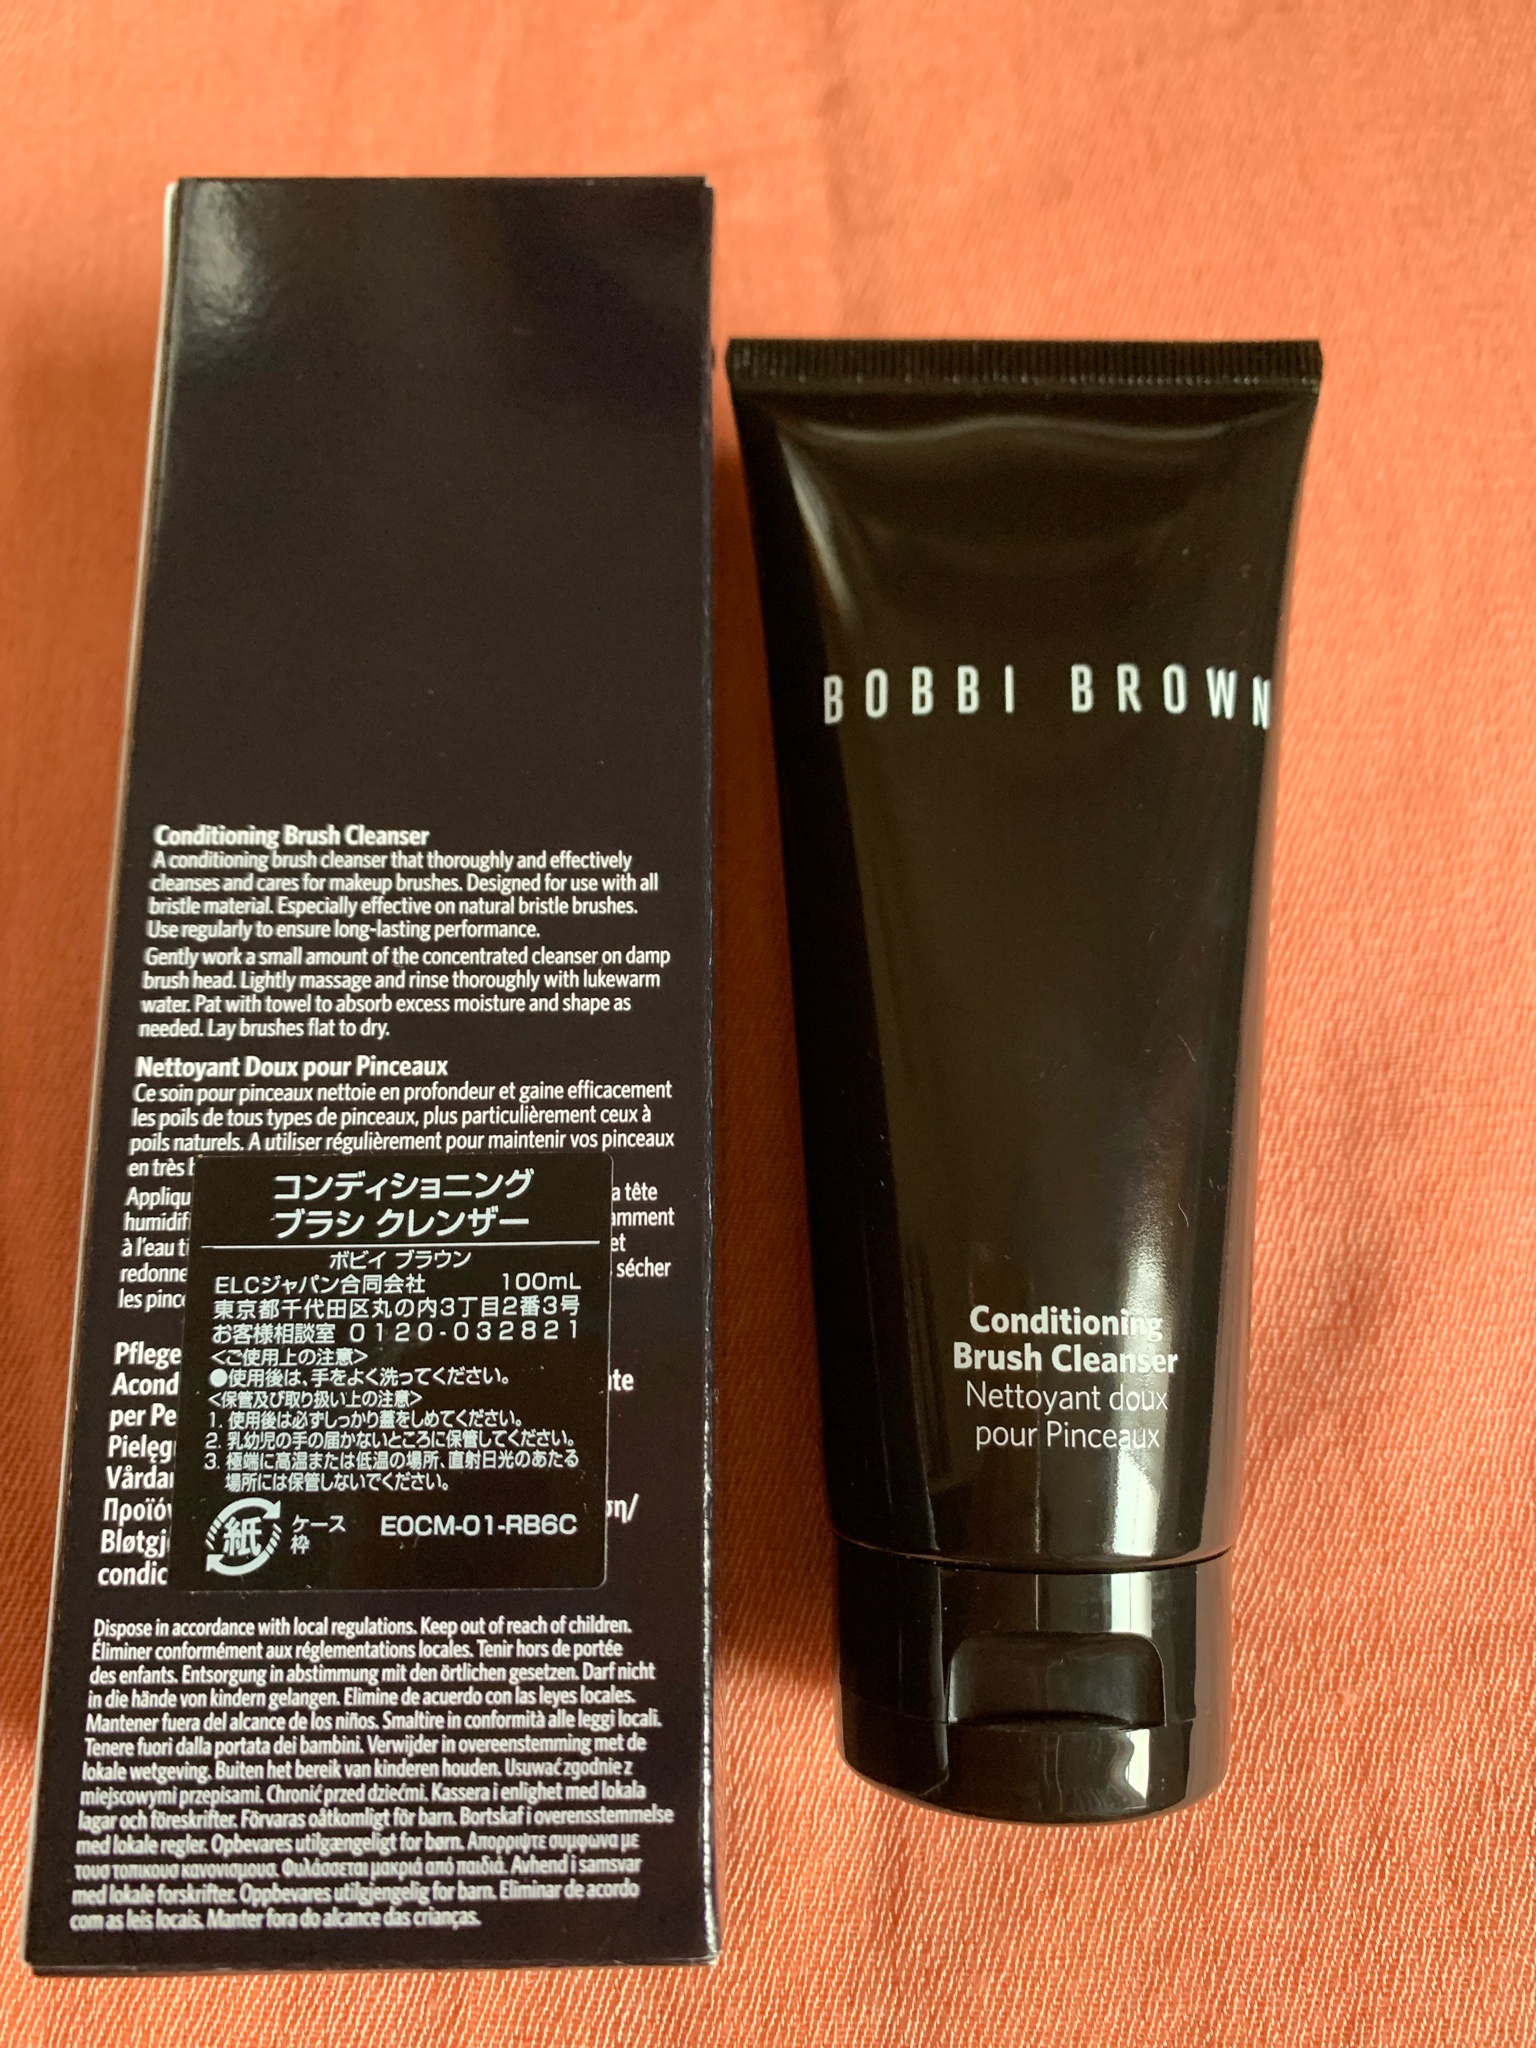 Conditioning Brush Cleanser
A conditioning brush cleanser that thoroughly and effectively
cleanses and cares for makeup brushes. Designed for use with all
bristle material. Especially effective on natural bristle brushes.
Use regularly to ensure long-lasting performance.
Gently work a small amount of the concentrated cleanser on damp
brush head. Lightly massage and rinse thoroughly with lukewarm
water. Pat with towel to absorb excess moisture and shape as
needed. Lay brushes flat to dry.
Nettoyant Doux pour Pinceaux
Ce soin pour pinceaux nettoie en profondeur et gaine efficacement
les poils de tous types de pinceaux, plus particulièrement ceux à
poils naturels. A utiliser régulièrement pour maintenir vos pinceaux
en très
à l'eau
les
tête
et
sécher
コンディショニング
ブラシ クレンザー
ボビイ ブラウン
ELCジャパン合同会社 100mL
東京都千代田区丸の内3丁目2番3号
お客様相談室 0120-032821
<ご使用上の注意>
●使用後は、手をよく洗ってください。
<保管及び取り扱い上の注意>
1. 使用後は必ずしっかり蓋をしめてください。
2. 乳幼児の手の届かないところに保管してください。
3. 極端に高温または低温の場所、直射日光のあたる
場所には保管しないでください。
紙 ケース
枠
E0CM-01-RB6C
Dispose in accordance with local regulations. Keep out of reach of children.
Éliminer conformément aux réglementations locales. Tenir hors de portée
des enfants. Entsorgung in abstimmung mit den örtlichen gesetzen. Darf nicht
in die hände von kindern gelangen. Elimine de acuerdo con las leyes locales.
Mantener fuera del alcance de los niños. Smaltire in conformità alle leggi locali.
Tenere fuori dalla portata dei bambini. Verwijder in overeenstemming met de
lokale wetgeving. Buiten het bereik van kinderen houden. Usuwać zgodnie z
miejscowymi przepisami. Chronić przed dziećmi. Kassera i enlighet med lokala
lagar och föreskrifter. Förvaras oåtkomligt för barn. Bortskaf i overensstemmelse
med lokale regler. Opbevares utilgængeligt for børn. Απορριψτε συμφωνα με
τους τοπικους κανονισμους. Φυλάσσεται μακριά από παιδιά. Avhend i samsvar
med lokale forskrifter. Oppbevares utilgjengelig for barn. Eliminar de acordo
com as leis locais. Manter fora do alcance das crianças.
BOBBI BROWN
Conditioning
Brush Cleanser
Nettoyant doux
pour Pinceaux